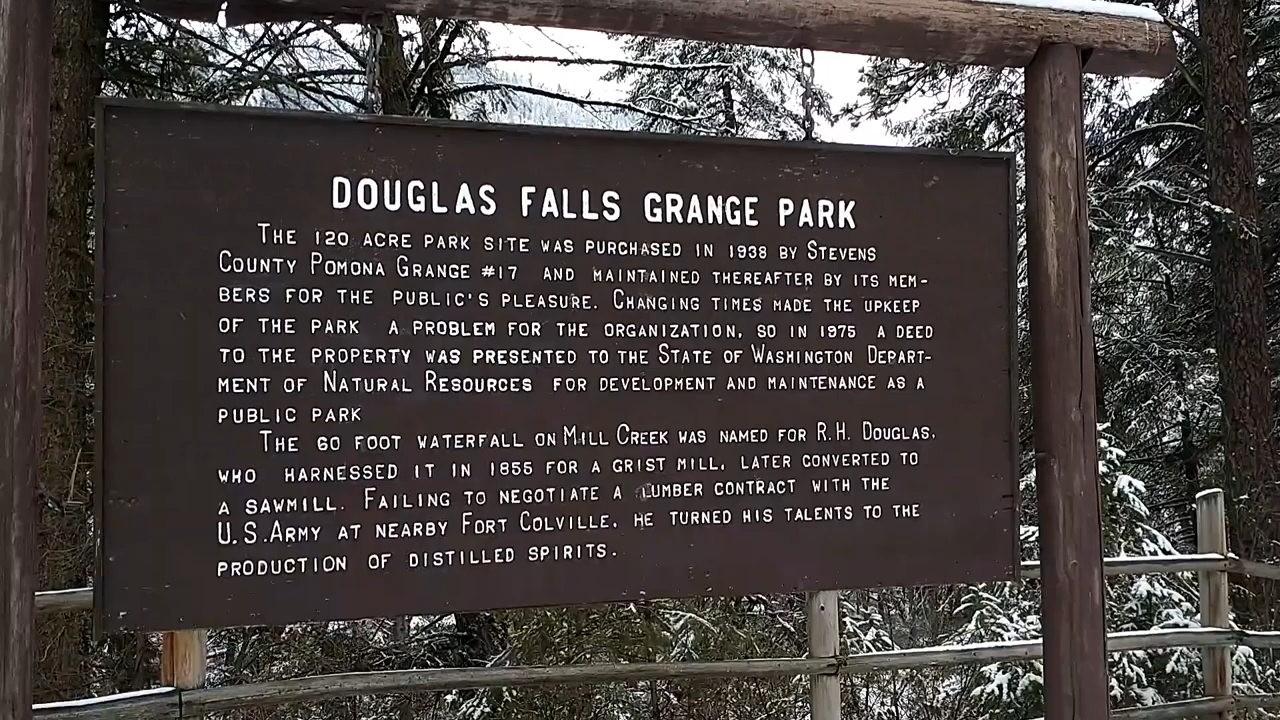 DOUGLAS FALLS GRANGE PARK
THE 120 ACRE PARK SITE WAS PURCHASED IN 1938 BY STEVENS
COUNTY POMONA GRANGE #17 AND MAINTAINED THEREAFTER BY ITS MEM-
BERS FOR THE PUBLIC'S PLEASURE. CHANGING TIMES MADE THE UPKEEP
OF THE PARK A PROBLEM FOR THE ORGANIZATION, SO IN 1975 A DEED
TO THE PROPERTY WAS PRESENTED TO THE STATE OF WASHINGTON DEPART-
MENT OF NATURAL RESOURCES FOR DEVELOPMENT AND MAINTENANCE AS A
PUBLIC PARK
THE 60 FOOT WATERFALL ON MILL CREEK WAS NAMED FOR R.H. DOUGLAS,
WHO HARNESSED IT IN 1855 FOR A GRIST MILL, LATER CONVERTED TO
A SAWMILL. FAILING TO NEGOTIATE A LUMBER CONTRACT WITH THE
U.S. ARMY AT NEARBY FORT COLVILLE, HE TURNED HIS TALENTS TO THE
PRODUCTION OF DISTILLED SPIRITS.